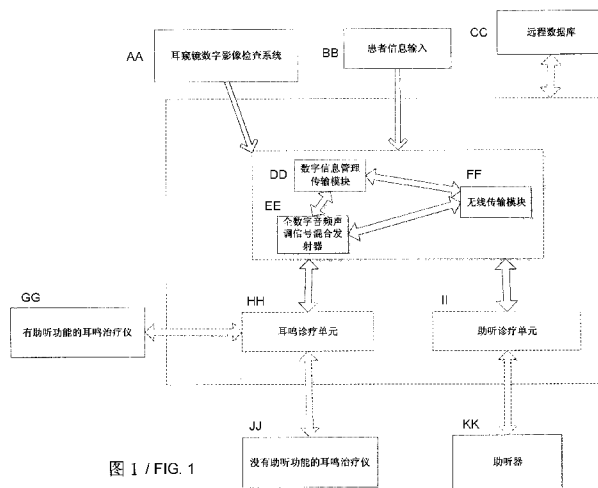 CC
远程数据库
AA
耳窥镜数字影像检查系统
BB
患者信息输入
DD
数字信息管理
传输模块
FF
无线传输模块
EE
全数字音频声
调信号混合发
射器
GG
有助听功能的耳鸣治疗仪
HH
耳鸣诊疗单元
II
助听诊疗单元
JJ
没有助听功能的耳鸣治疗仪
KK
助听器
图 1 / FIG. 1